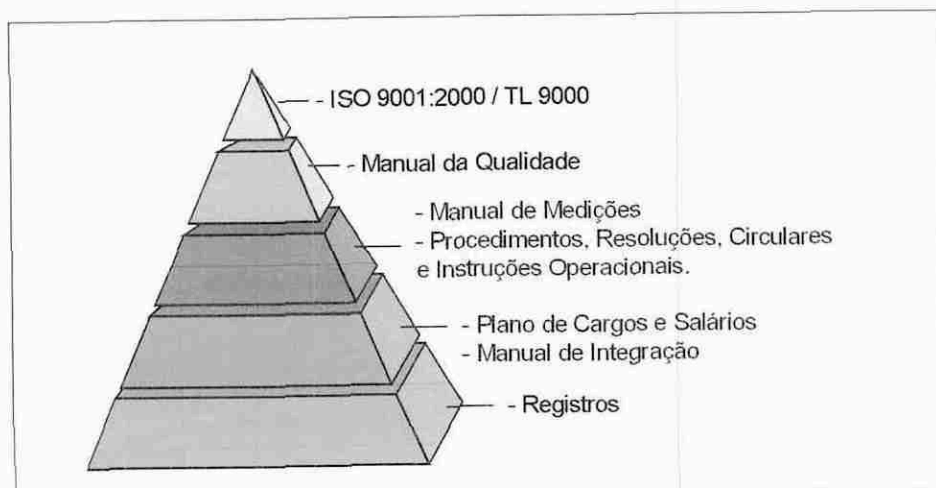 - ISO 9001:2000 / TL 9000
- Manual da Qualidade
- Manual de Medições
- Procedimentos, Resoluções, Circulares
e Instruções Operacionais.
- Plano de Cargos e Salários
- Manual de Integração
- Registros